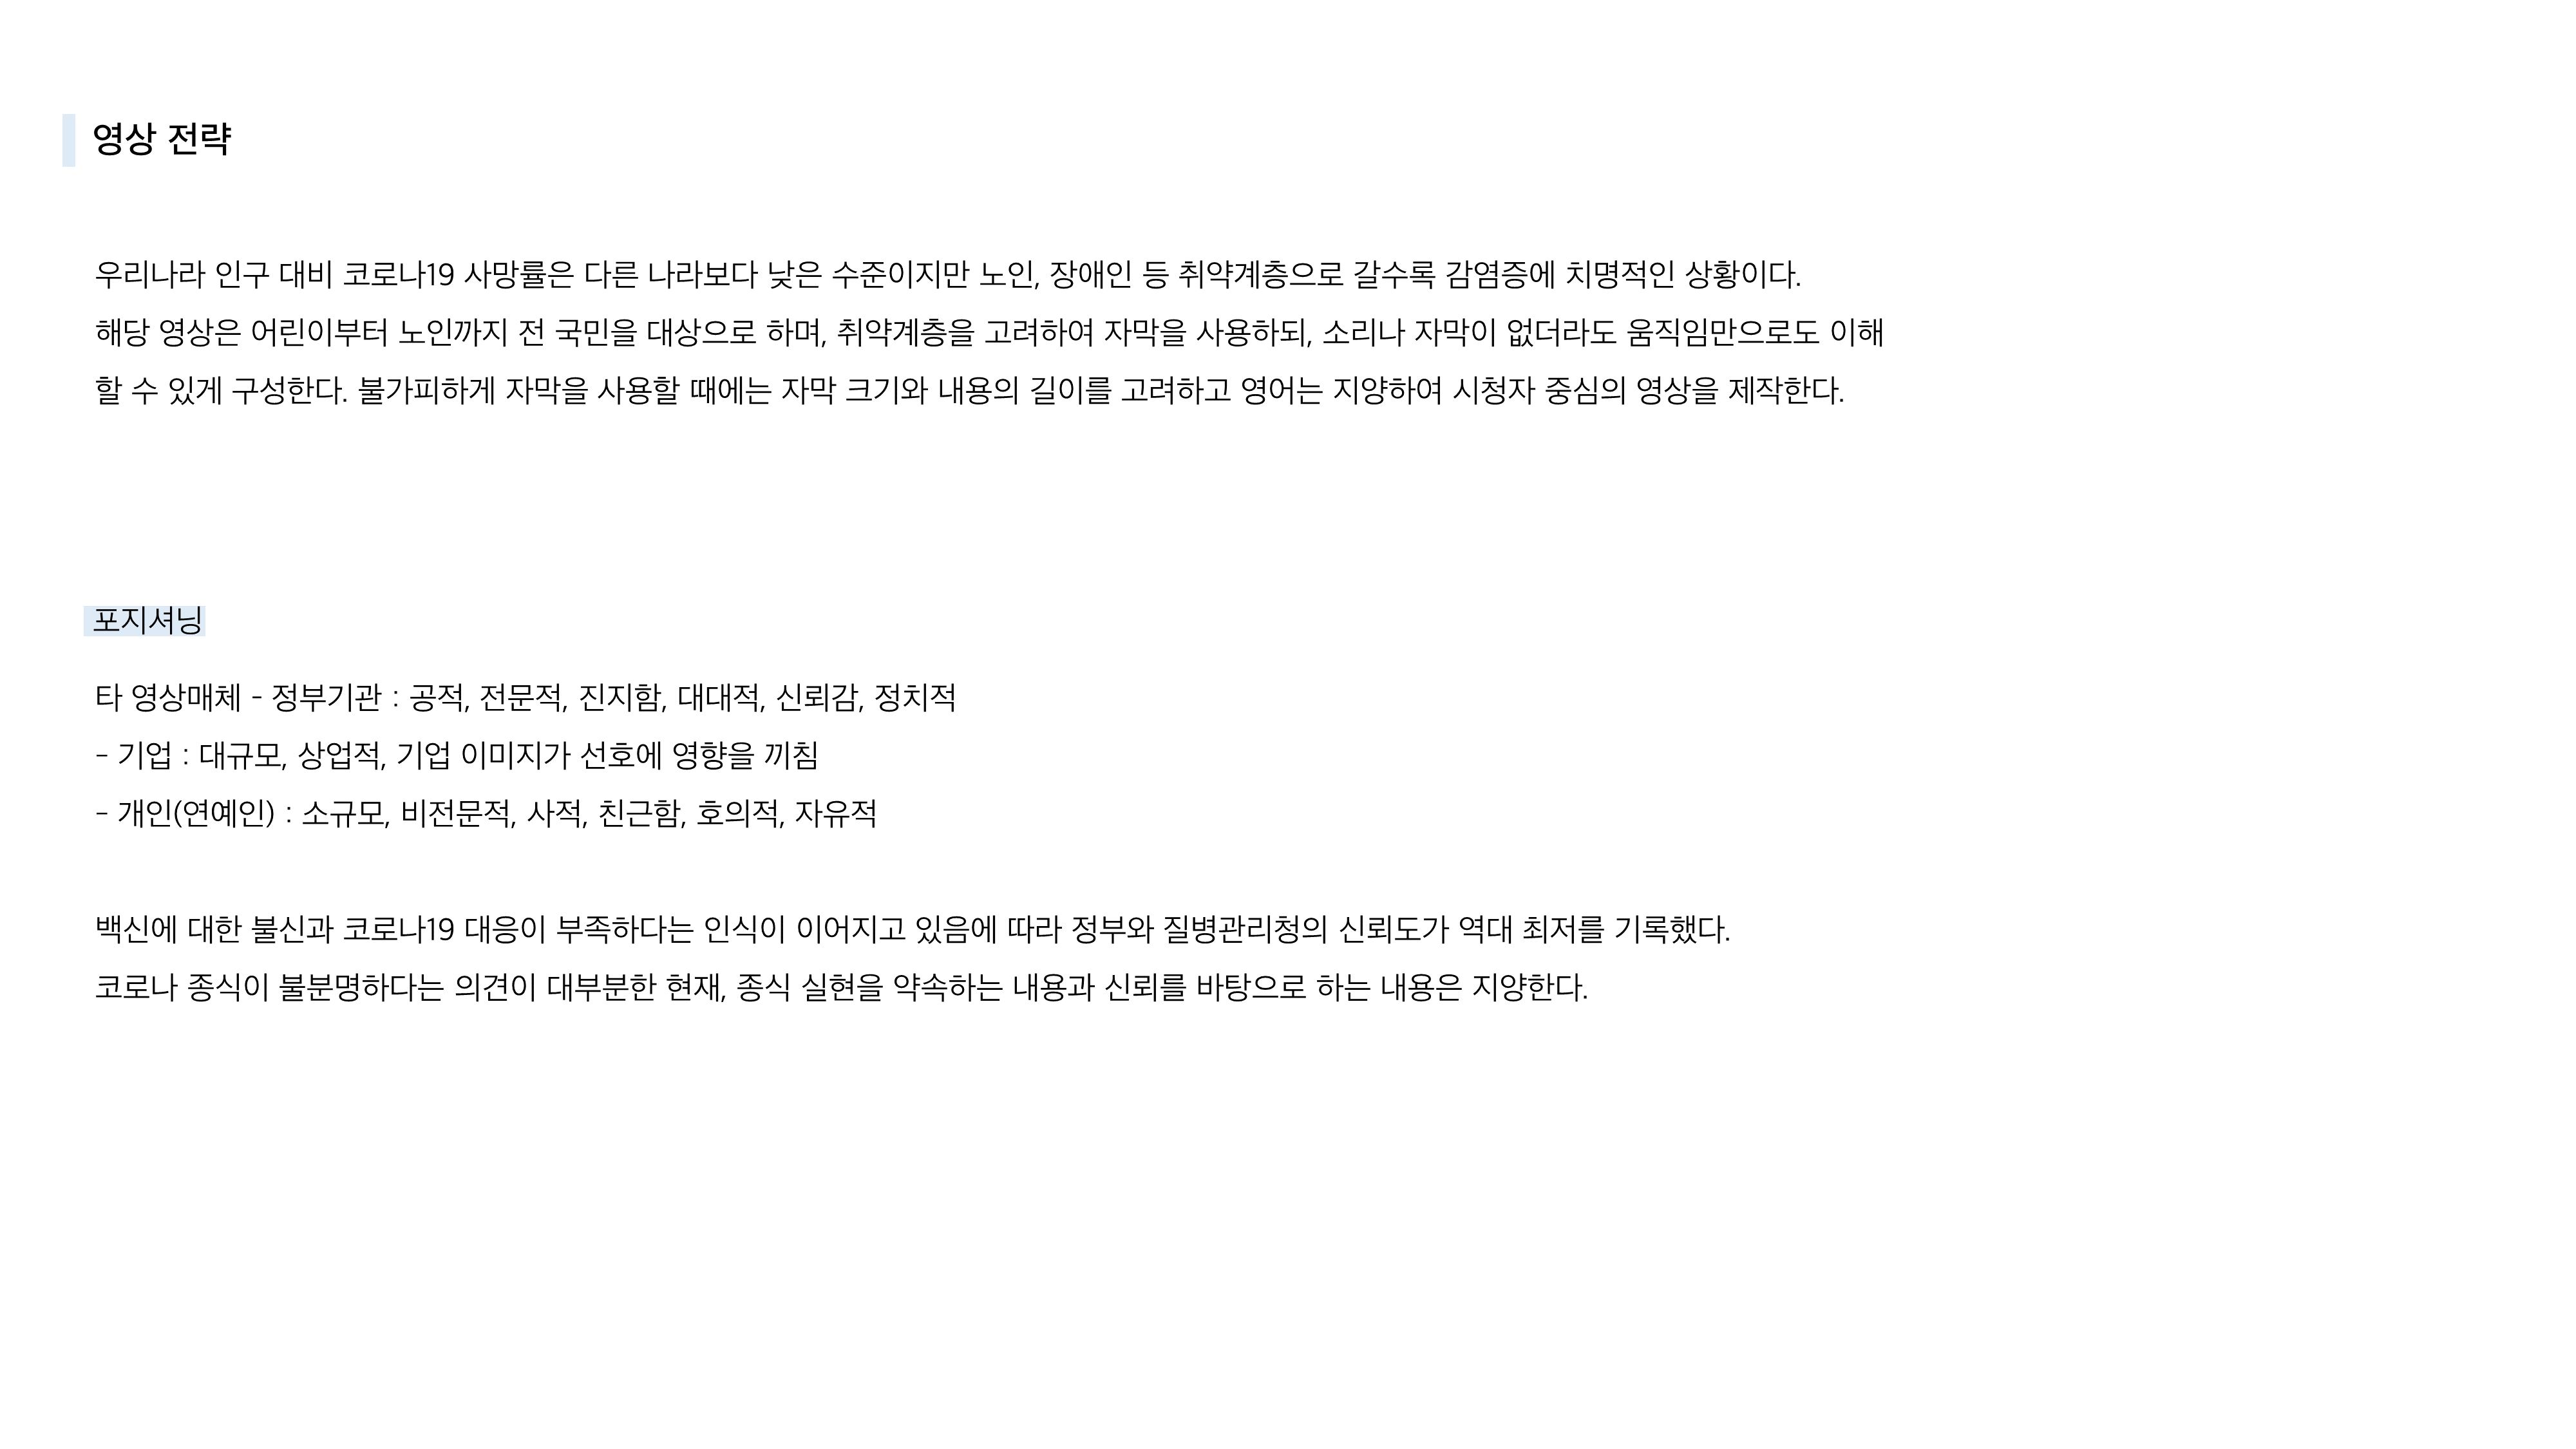 영상 전략
우리나라 인구 대비 코로나19 사망률은 다른 나라보다 낮은 수준이지만 노인, 장애인 등 취약계층으로 갈수록 감염증에 치명적인 상황이다.
해당 영상은 어린이부터 노인까지 전 국민을 대상으로 하며, 취약계층을 고려하여 자막을 사용하되, 소리나 자막이 없더라도 움직임만으로도 이해
할 수 있게 구성한다. 불가피하게 자막을 사용할 때에는 자막 크기와 내용의 길이를 고려하고 영어는 지양하여 시청자 중심의 영상을 제작한다.
포지셔닝
타 영상매체 - 정부기관 : 공적, 전문적, 진지함, 대대적, 신뢰감, 정치적
- 기업 : 대규모, 상업적, 기업 이미지가 선호에 영향을 끼침
- 개인(연예인) : 소규모, 비전문적, 사적, 친근함, 호의적, 자유적
백신에 대한 불신과 코로나19 대응이 부족하다는 인식이 이어지고 있음에 따라 정부와 질병관리청의 신뢰도가 역대 최저를 기록했다.
코로나 종식이 불분명하다는 의견이 대부분한 현재, 종식 실현을 약속하는 내용과 신뢰를 바탕으로 하는 내용은 지양한다.